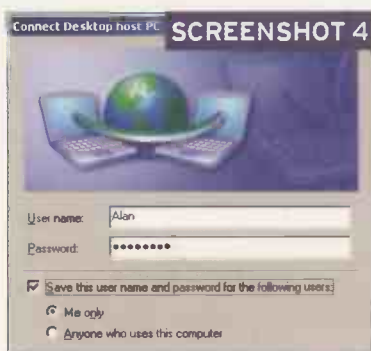 Connect Desktop host PC
SCREENSHOT 4
User name: Alan
Password: ••••••••
Save this user name and password for the following users:
Me only
Anyone who uses this computer